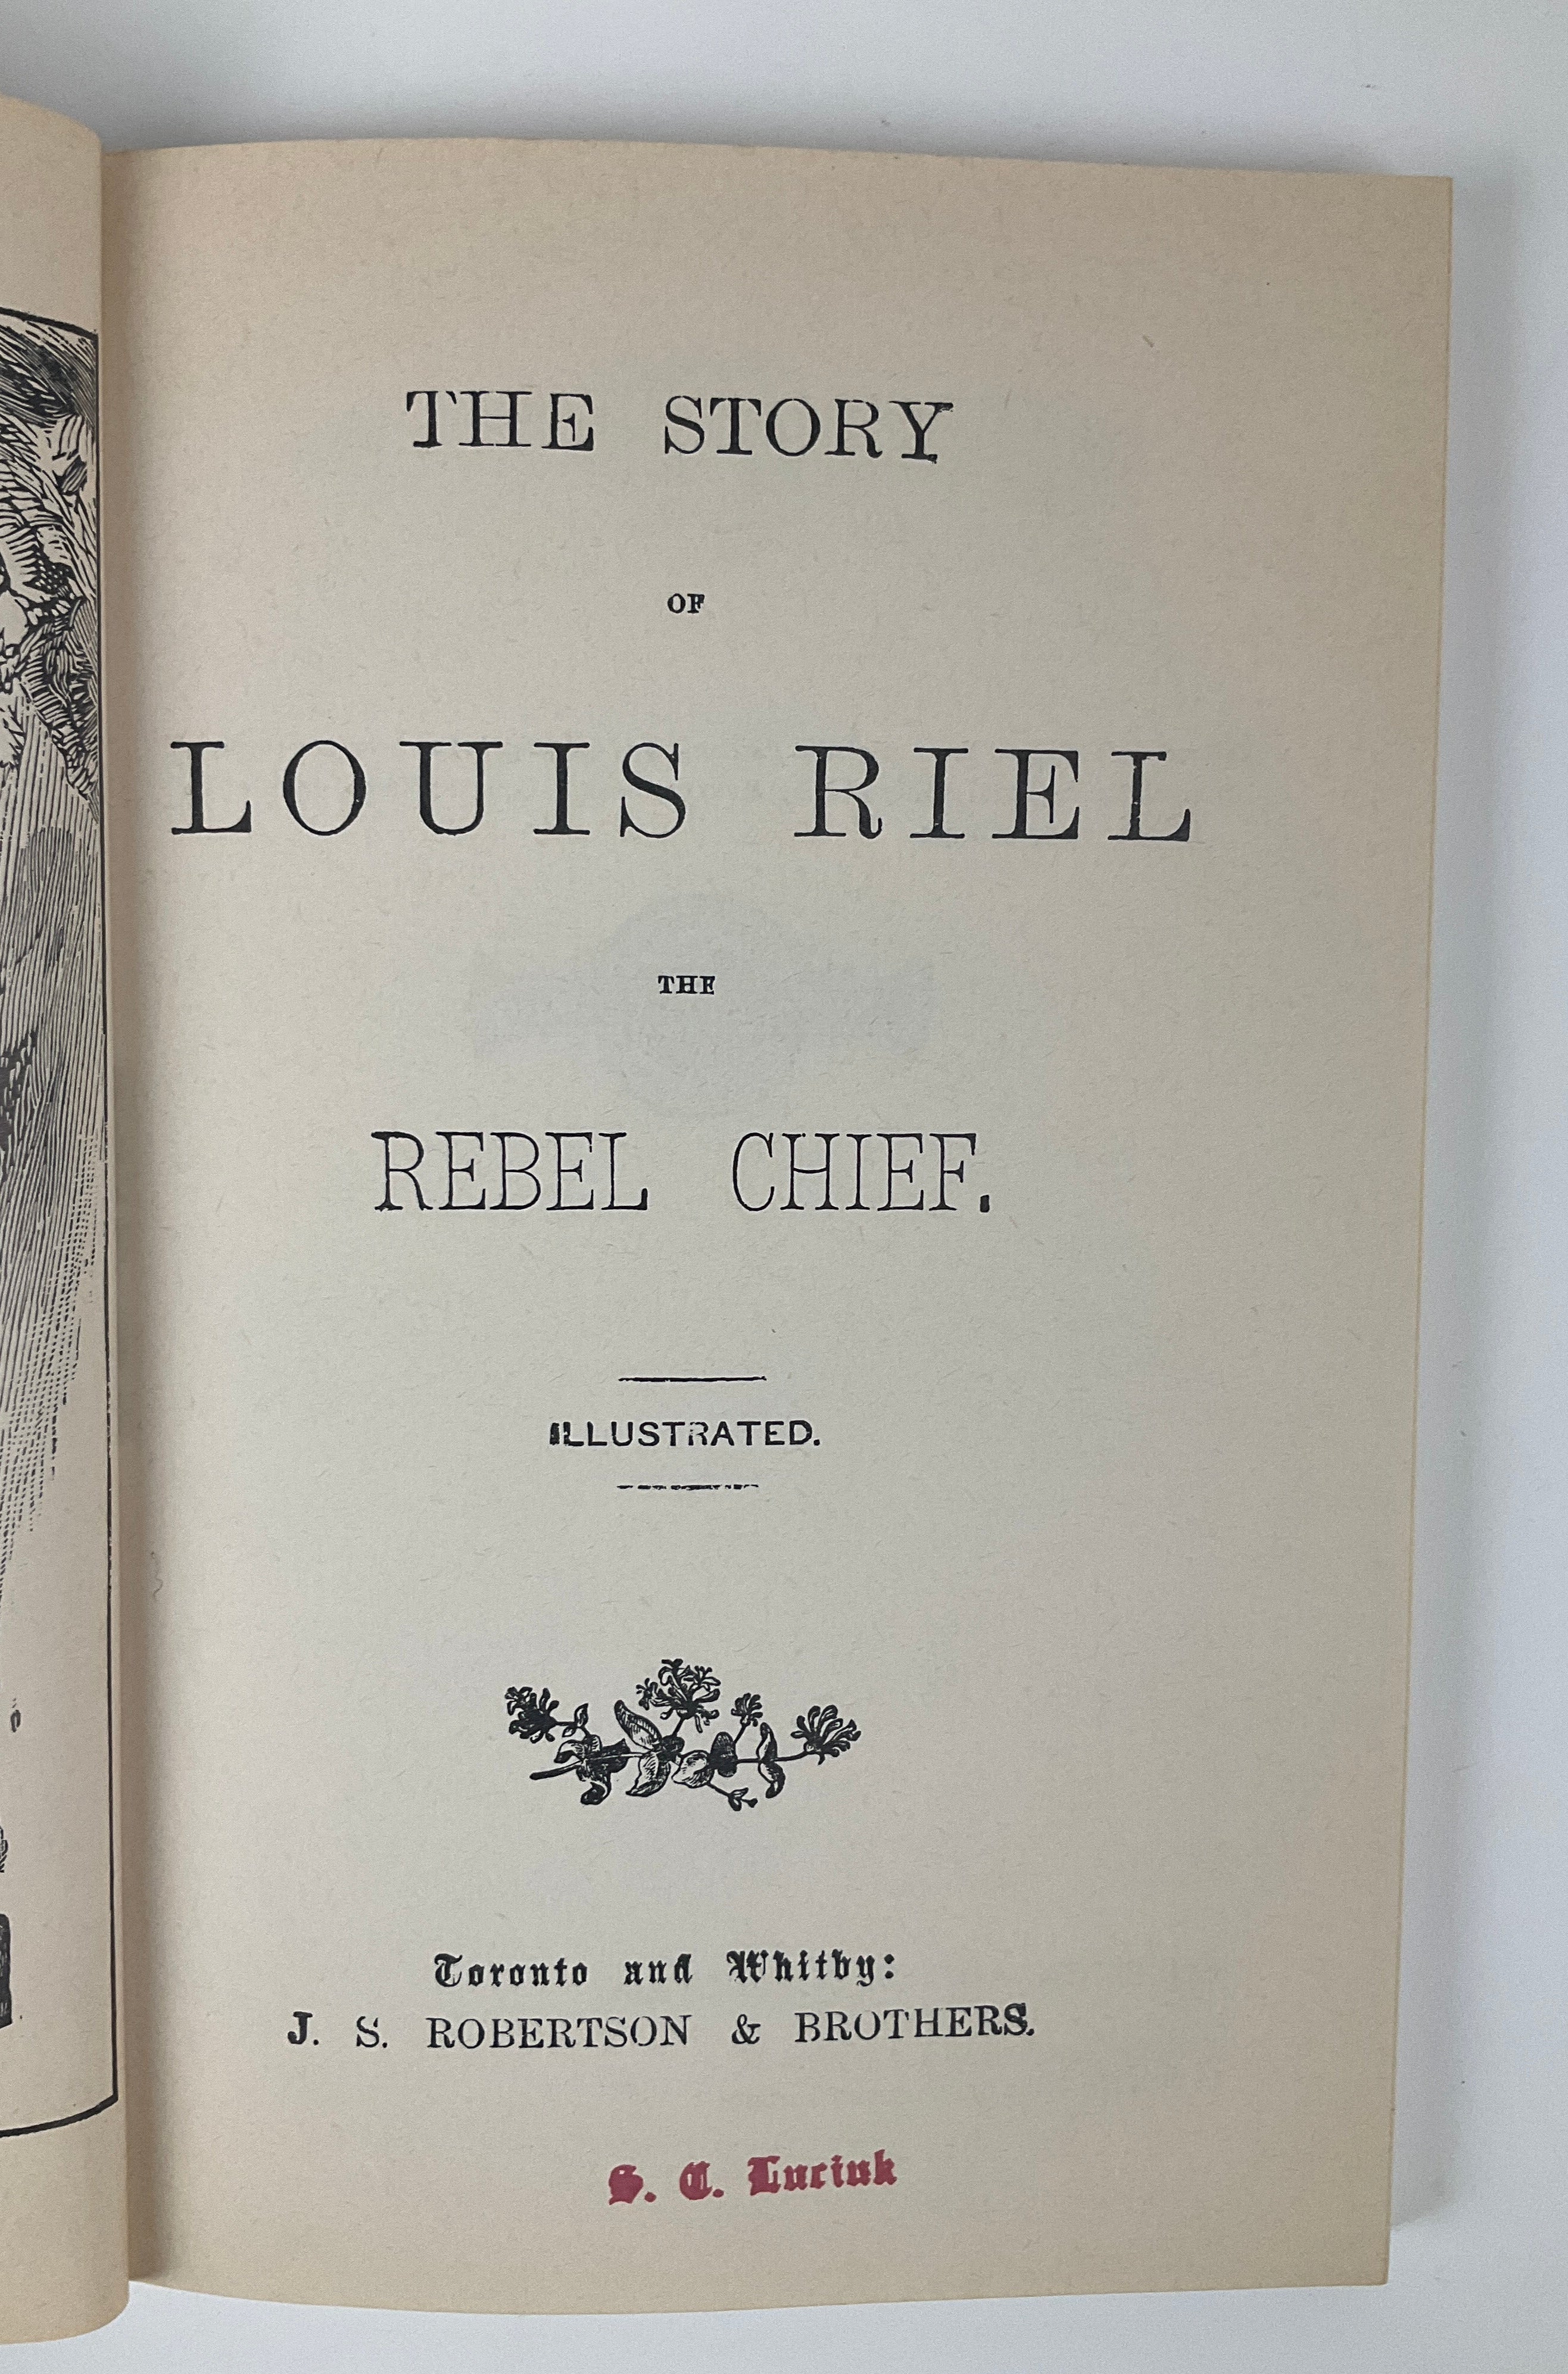 THE STORY
OF
LOUIS RIEL
THE
REBEL CHIEF.
ILLUSTRATED.
Toronto and Whitby:
J. S. ROBERTSON & BROTHERS.
S. C. Luciuk